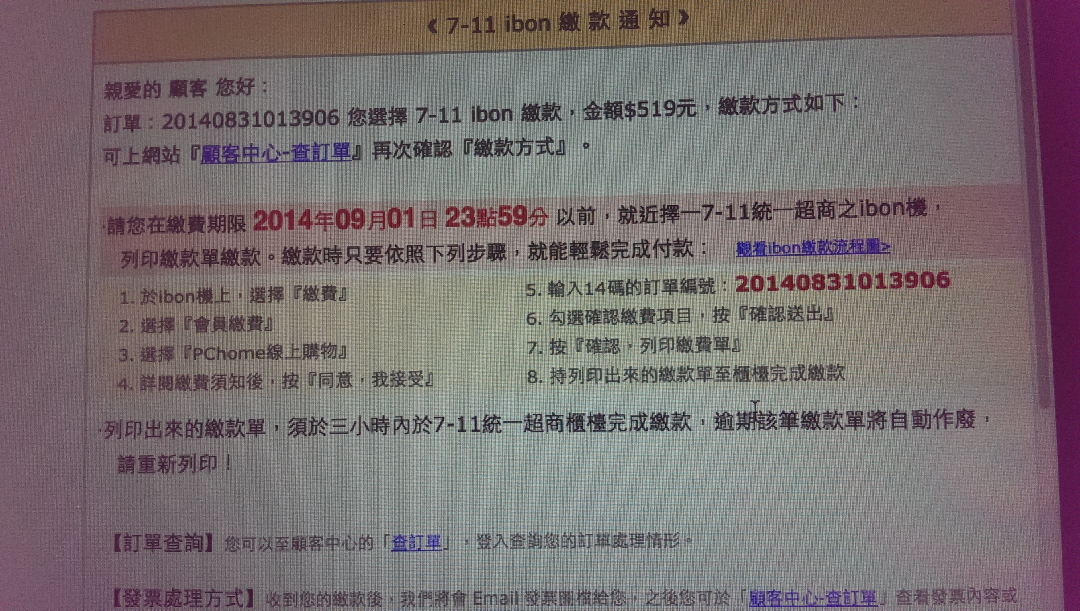 《 7-11 ibon 繳 款 通 知 》
親愛的 顧客 您好：
訂單：20140831013906 您選擇 7-11 ibon 繳款，金額$519元，繳款方式如下：
可上網站『顧客中心-查訂單』再次確認『繳款方式』。
·請您在繳費期限 2014年09月01日 23點59分 以前，就近擇一7-11統一超商之ibon機，
列印繳款單繳款。繳款時只要依照下列步驟，就能輕鬆完成付款： 觀看ibon繳款流程圖>
1. 於ibon機上，選擇『繳費』
2. 選擇『會員繳費』
3. 選擇『PChome線上購物』
4. 詳閱繳費須知後，按『同意，我接受』
5. 輸入14碼的訂單編號：20140831013906
6. 勾選確認繳費項目，按『確認送出』
7. 按『確認，列印繳費單』
8. 持列印出來的繳款單至櫃檯完成繳款
·列印出來的繳款單，須於三小時內於7-11統一超商櫃檯完成繳款，逾期該筆繳款單將自動作廢，
請重新列印！
【訂單查詢】您可以至顧客中心的「查訂單」，登入查詢您的訂單處理情形。
【發票處理方式】收到您的繳款後，我們將會 Email 發票圖檔給您，之後您可於「顧客中心-查訂單」查看發票內容或